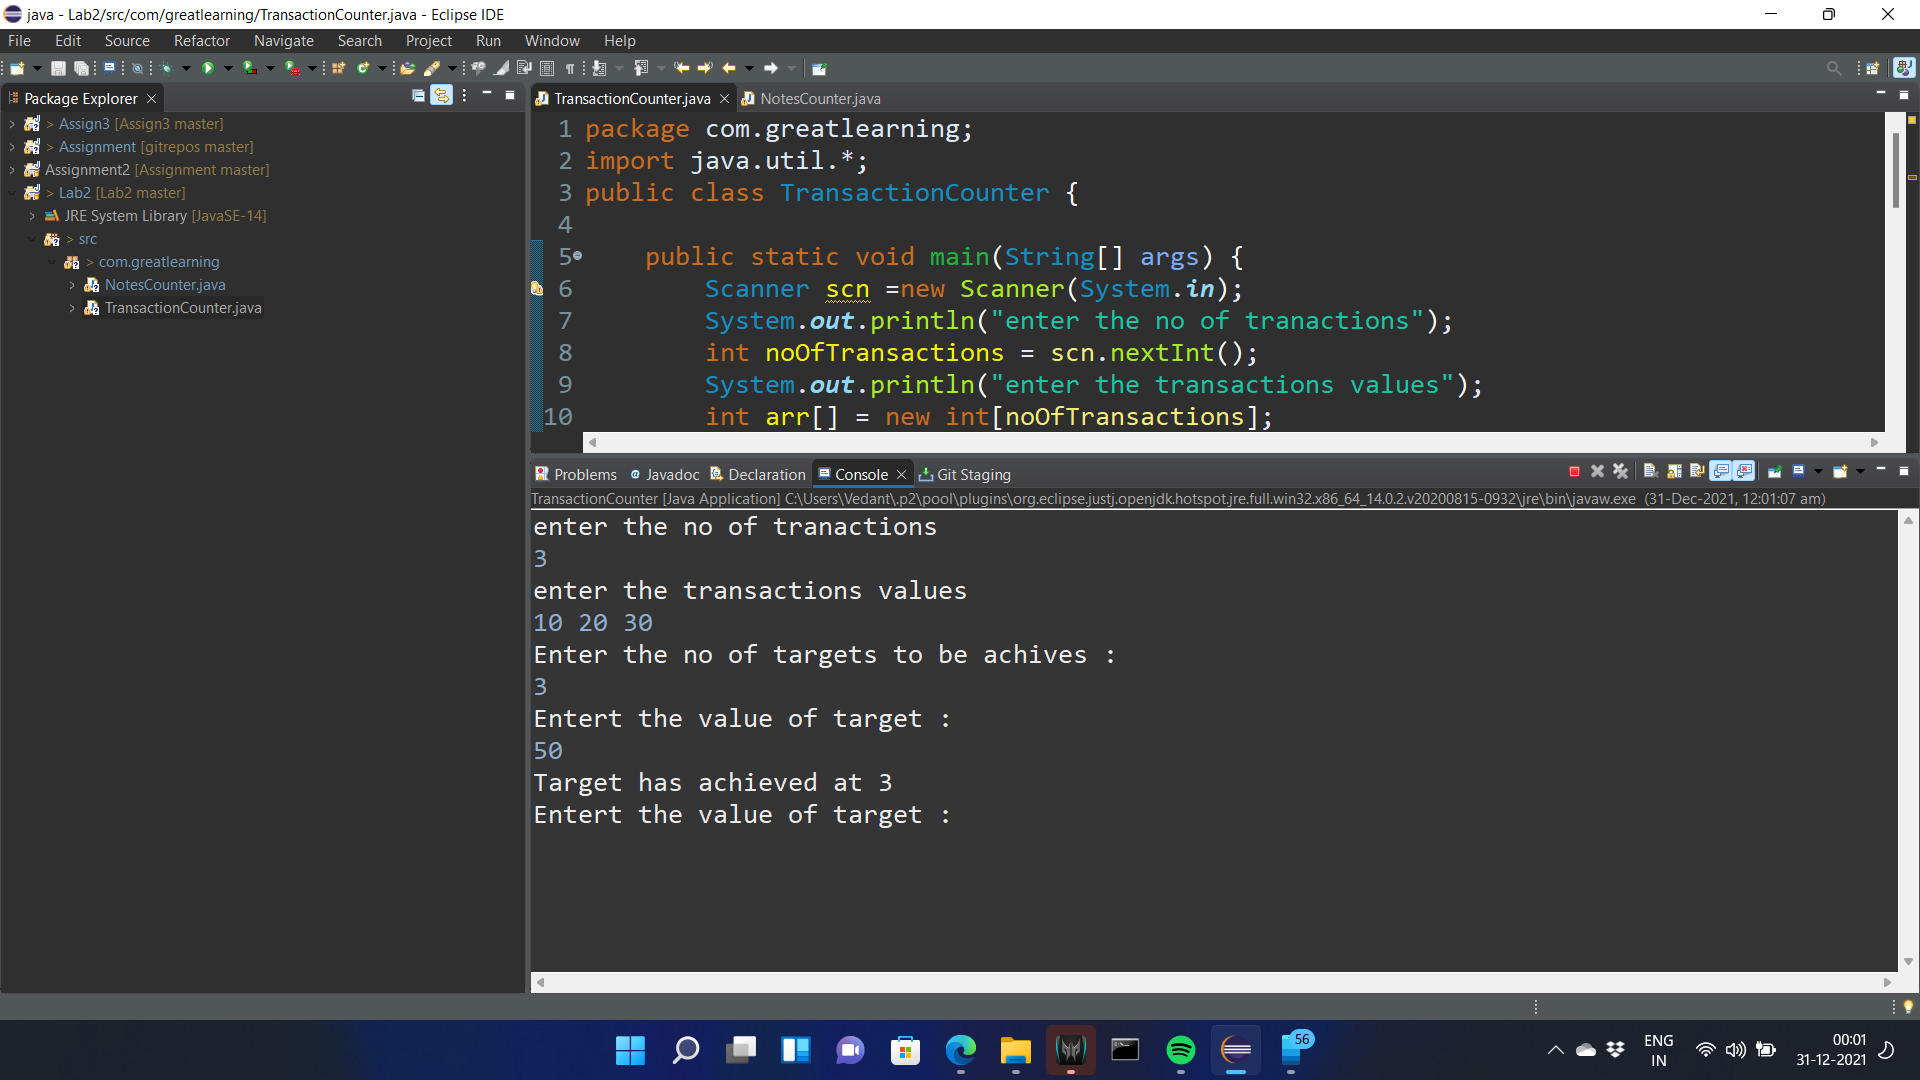 java - Lab2/src/com/greatlearning/TransactionCounter.java - Eclipse IDE
File Edit Source Refactor Navigate Search Project Run Window Help
Package Explorer
> Assign3 [Assign3 master]
> Assignment [gitrepos master]
Assignment2 [Assignment master]
> Lab2 [Lab2 master]
JRE System Library [JavaSE-14]
> src
> com.greatlearning
NotesCounter.java
TransactionCounter.java
TransactionCounter.java NotesCounter.java
1 package com.greatlearning;
2 import java.util.*;
3 public class TransactionCounter {
4
5 public static void main(String[] args) {
6 Scanner scn =new Scanner(System.in);
7 System.out.println("enter the no of tranactions");
8 int noOfTransactions = scn.nextInt();
9 System.out.println("enter the transactions values");
10 int arr[] = new int[noOfTransactions];
Problems Javadoc Declaration Console Git Staging
TransactionCounter [Java Application] C:\Users\Vedant\.p2\pool\plugins\org.eclipse.justj.openjdk.hotspot.jre.full.win32.x86_64_14.0.2.v20200815-0932\jre\bin\javaw.exe (31-Dec-2021, 12:01:07 am)
enter the no of tranactions
3
enter the transactions values
10 20 30
Enter the no of targets to be achives :
3
Entert the value of target :
50
Target has achieved at 3
Entert the value of target :
56
ENG
IN
00:01
31-12-2021